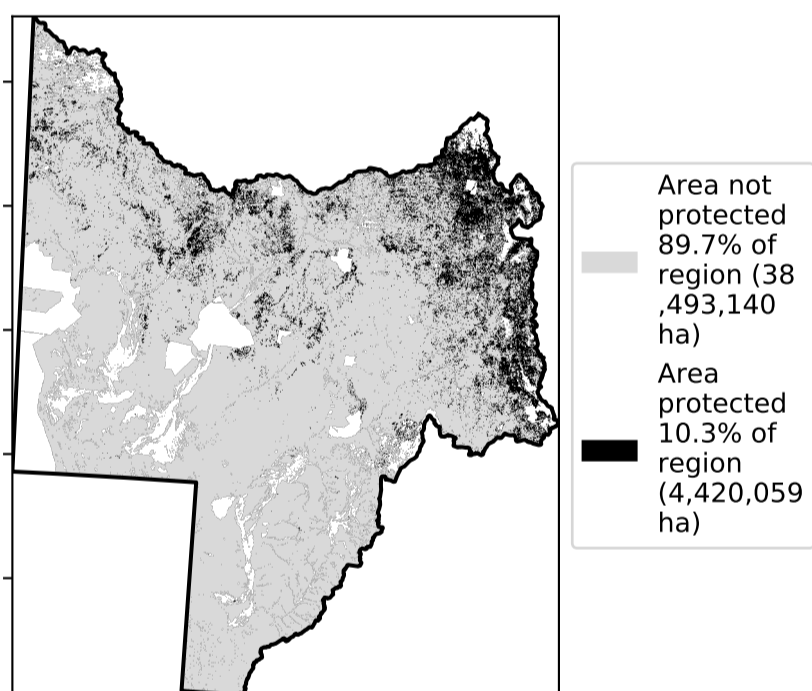 Area not
protected
89.7% of
region (38
,493,140
ha)
Area
protected
10.3% of
region
(4,420,059
ha)